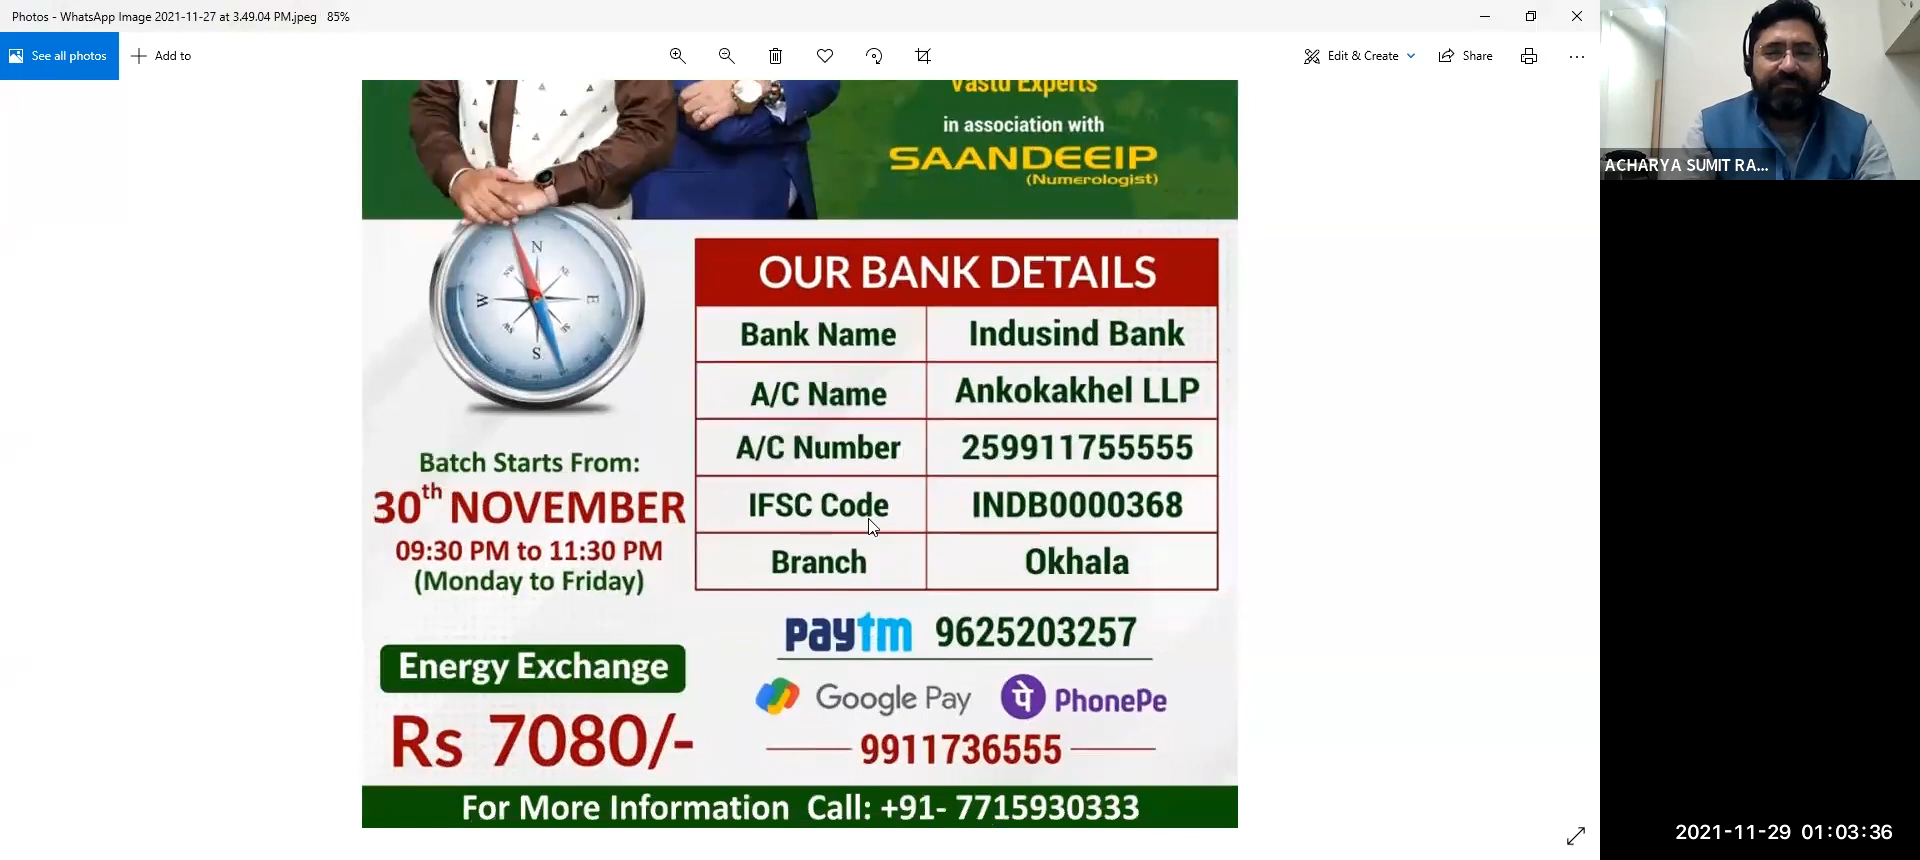 Photos - WhatsApp Image 2021-11-27 at 3.49.04 PM.jpeg 85%
See all photos
Add to
Edit & Create
Share
Vastu Experts
in association with
SAANDEEIP
(Numerologist)
N
NE
E
SE
S
SW
W
NW
OUR BANK DETAILS
Bank Name Indusind Bank
A/C Name Ankokakhel LLP
A/C Number 259911755555
IFSC Code INDB0000368
Branch Okhala
Batch Starts From:
30th NOVEMBER
09:30 PM to 11:30 PM
(Monday to Friday)
Energy Exchange
Rs 7080/-
paytm 9625203257
Google Pay पे PhonePe
9911736555
For More Information Call: +91- 7715930333
ACHARYA SUMIT RA...
2021-11-29 01:03:36